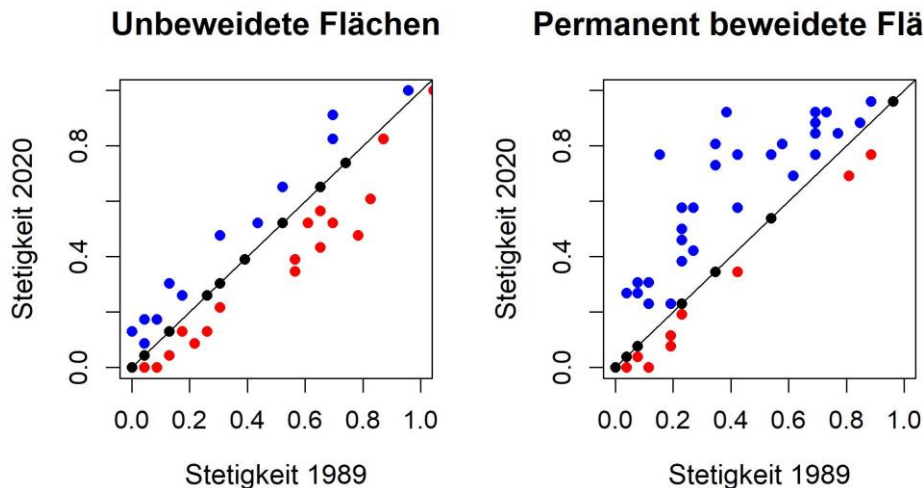 Unbeweidete Flächen
Stetigkeit 2020
0.0 0.4 0.8
0.0 0.2 0.4 0.6 0.8 1.0
Stetigkeit 1989
Permanent beweidete Flä
Stetigkeit 2020
0.0 0.4 0.8
0.0 0.2 0.4 0.6 0.8 1.0
Stetigkeit 1989